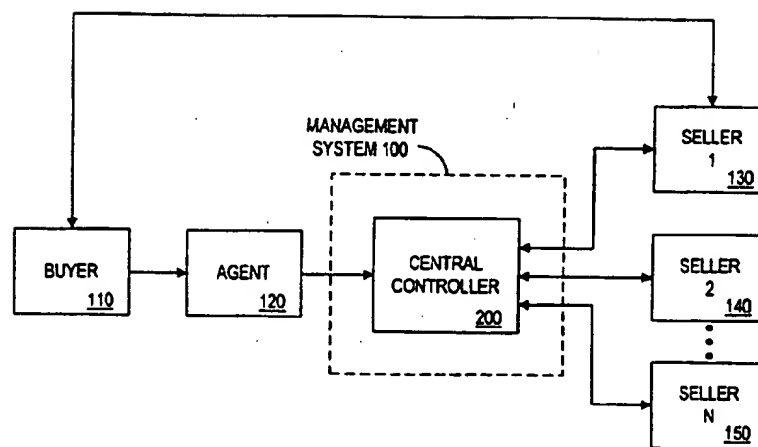 MANAGEMENT
SYSTEM 100
SELLER
1
130
BUYER
110
AGENT
120
CENTRAL
CONTROLLER
200
SELLER
2
140
SELLER
N
150